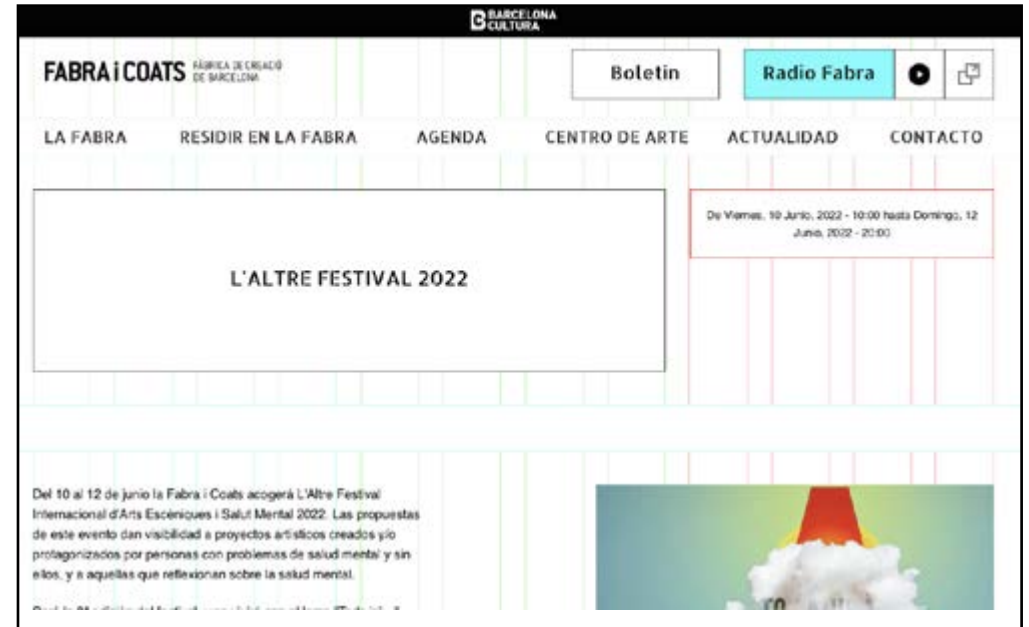 BARCELONA
CULTURA
FABRA i COATS FÀBRICA DE CREACIÓ
DE BARCELONA
Boletin
Radio Fabra
LA FABRA RESIDIR EN LA FABRA AGENDA CENTRO DE ARTE ACTUALIDAD CONTACTO
L'ALTRE FESTIVAL 2022
De Viernes, 10 Junio, 2022 - 10:00 hasta Domingo, 12
Junio, 2022 - 20:00
Del 10 al 12 de junio la Fabra i Coats acogerá L'Altre Festival
Internacional d'Arts Escèniques i Salut Mental 2022. Las propuestas
de este evento dan visibilidad a proyectos artísticos creados y/o
protagonizados por personas con problemas de salud mental y sin
ellos, y a aquellas que reflexionan sobre la salud mental.